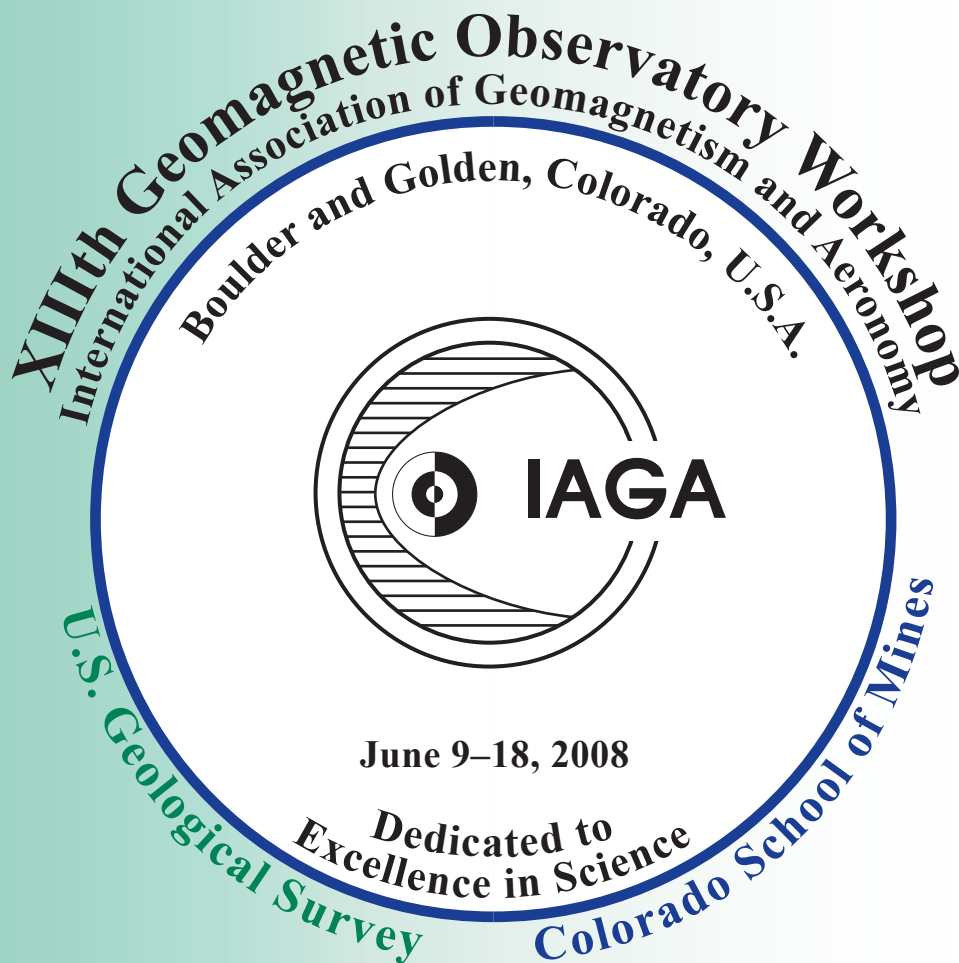 XIIIth Geomagnetic Observatory Workshop
International Association of Geomagnetism and Aeronomy
Boulder and Golden, Colorado, U.S.A.
IAGA
June 9–18, 2008
Dedicated to
Excellence in Science
U.S. Geological Survey
Colorado School of Mines